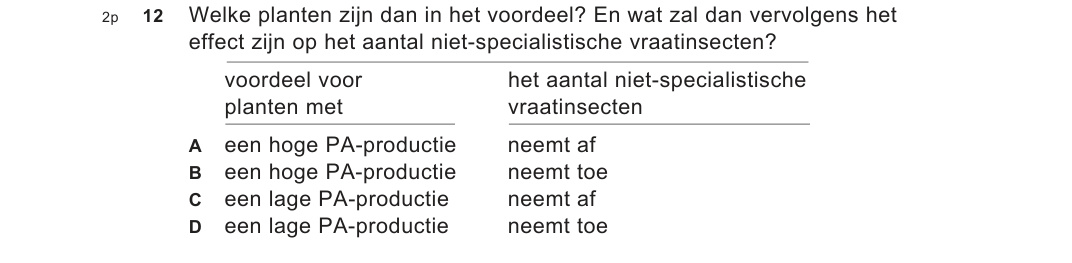 2p 12 Welke planten zijn dan in het voordeel? En wat zal dan vervolgens het
effect zijn op het aantal niet-specialistische vraatinsecten?
voordeel voor het aantal niet-specialistische
planten met vraatinsecten
A een hoge PA-productie neemt af
B een hoge PA-productie neemt toe
C een lage PA-productie neemt af
D een lage PA-productie neemt toe